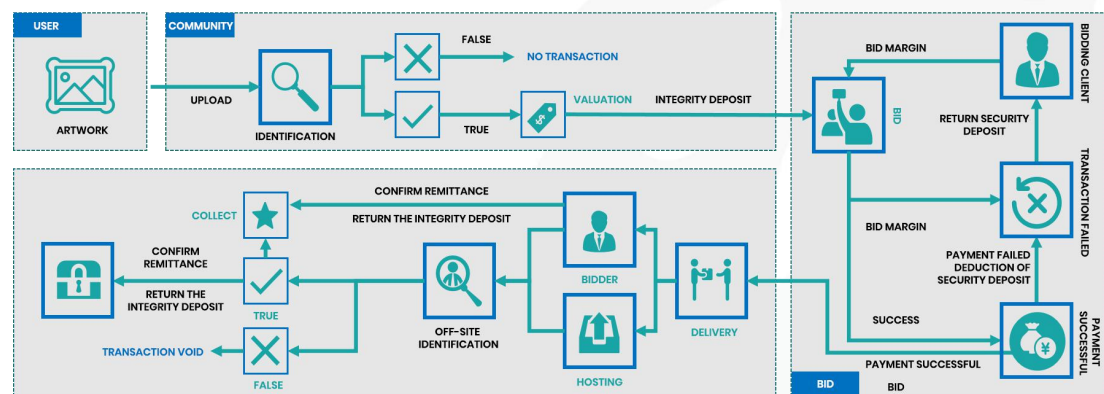 USER
ARTWORK
COMMUNITY
UPLOAD
IDENTIFICATION
FALSE
NO TRANSACTION
TRUE
VALUATION
INTEGRITY DEPOSIT
BID MARGIN
BID
BIDDING CLIENT
RETURN SECURITY
DEPOSIT
TRANSACTION FAILED
BID MARGIN
PAYMENT FAILED
DEDUCTION OF
SECURITY DEPOSIT
SUCCESS
PAYMENT
SUCCESSFUL
PAYMENT SUCCESSFUL
BID
BID
CONFIRM REMITTANCE
RETURN THE INTEGRITY DEPOSIT
COLLECT
CONFIRM
REMITTANCE
RETURN THE
INTEGRITY DEPOSIT
TRUE
TRANSACTION VOID
FALSE
OFF-SITE
IDENTIFICATION
BIDDER
HOSTING
DELIVERY